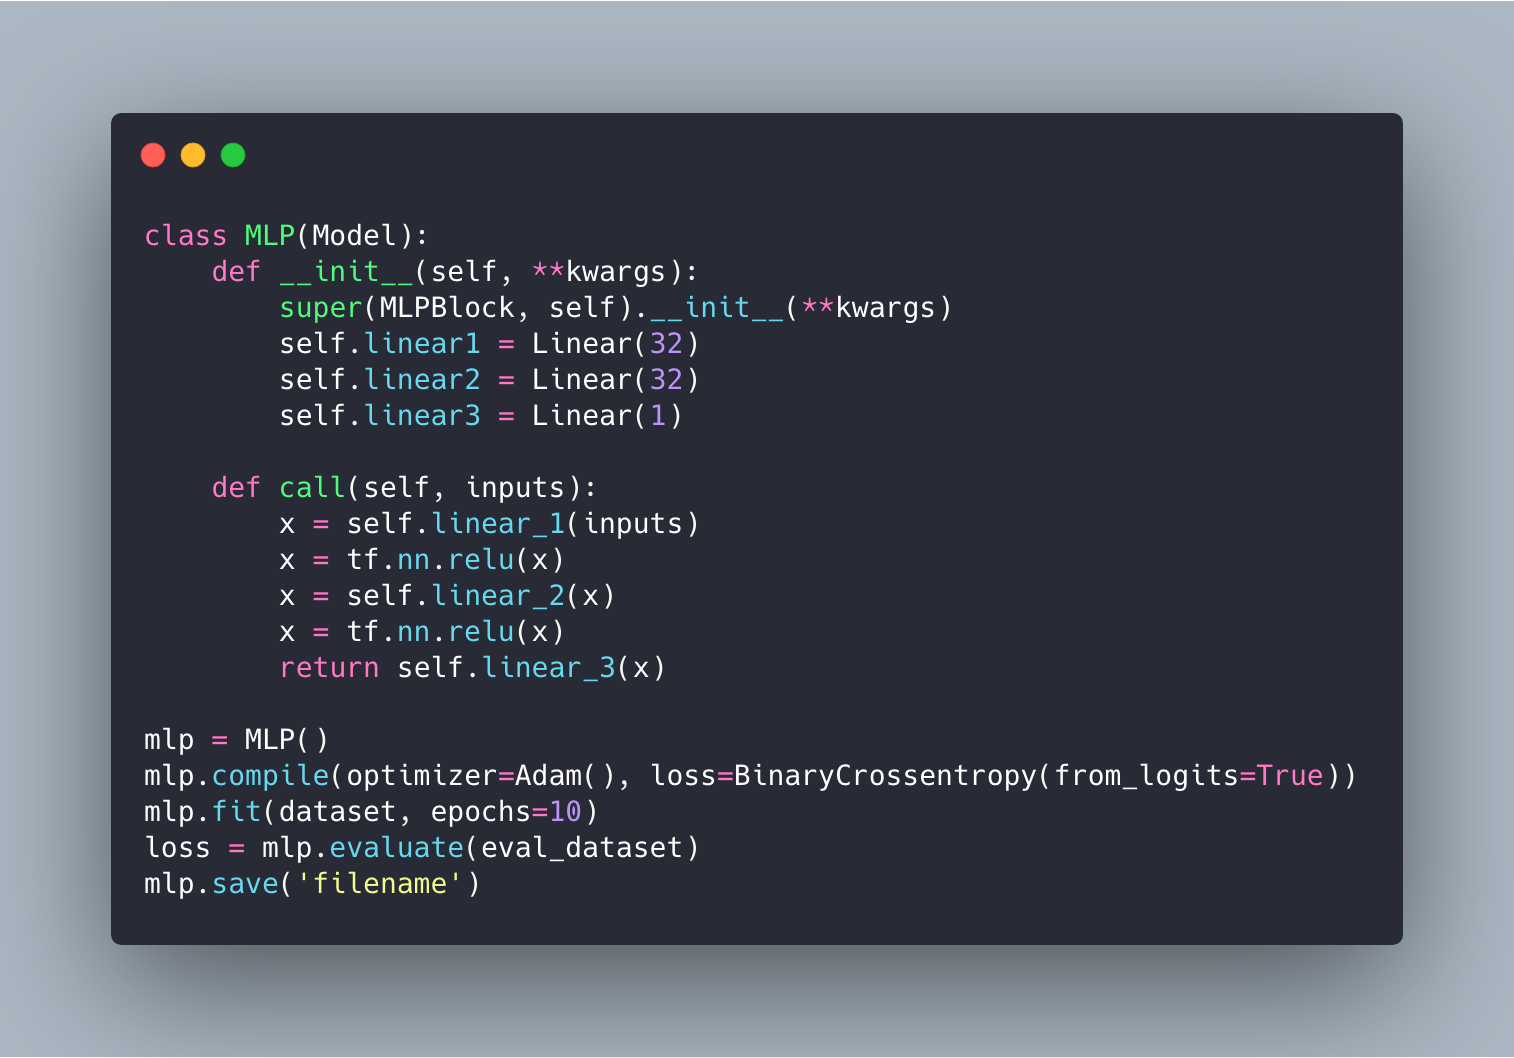 class MLP(Model):
    def __init__(self, **kwargs):
        super(MLPBlock, self).__init__(**kwargs)
        self.linear1 = Linear(32)
        self.linear2 = Linear(32)
        self.linear3 = Linear(1)

    def call(self, inputs):
        x = self.linear_1(inputs)
        x = tf.nn.relu(x)
        x = self.linear_2(x)
        x = tf.nn.relu(x)
        return self.linear_3(x)

mlp = MLP()
mlp.compile(optimizer=Adam(), loss=BinaryCrossentropy(from_logits=True))
mlp.fit(dataset, epochs=10)
loss = mlp.evaluate(eval_dataset)
mlp.save('filename')